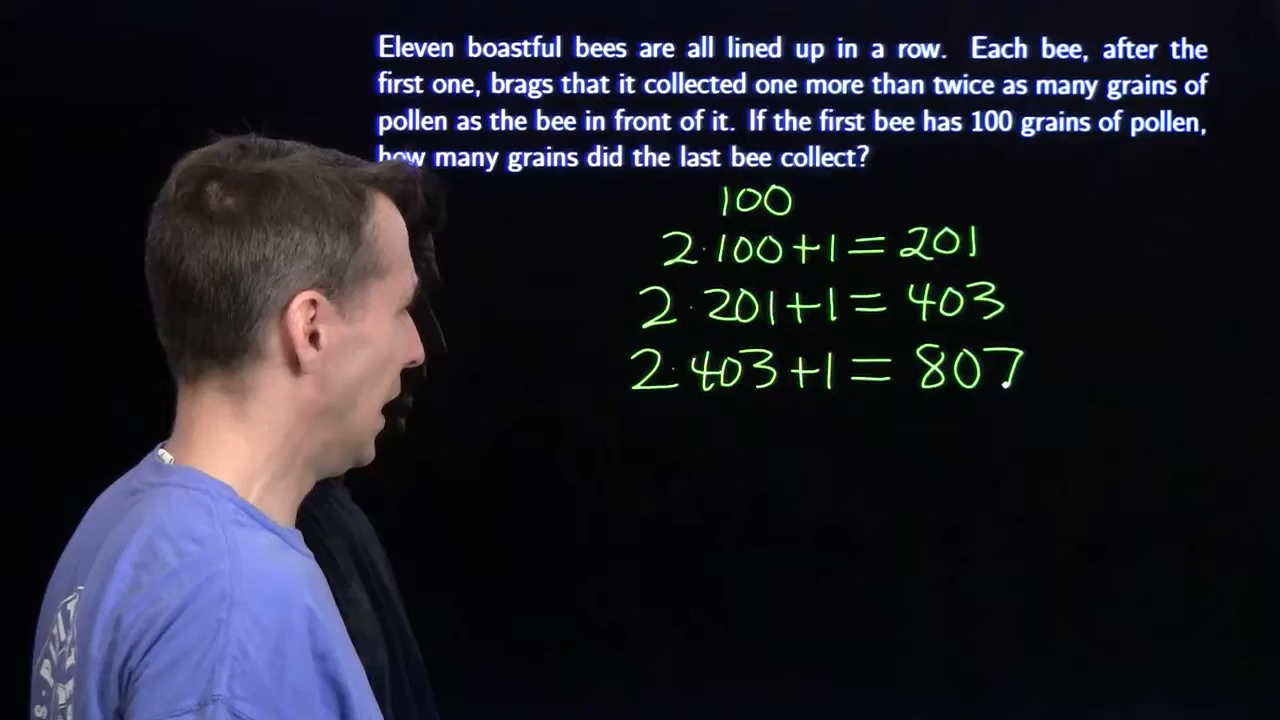 Eleven boastful bees are all lined up in a row. Each bee, after the
first one, brags that it collected one more than twice as many grains of
pollen as the bee in front of it. If the first bee has 100 grains of pollen,
how many grains did the last bee collect?
100
2·100+1=201
2·201+1=403
2·403+1=807